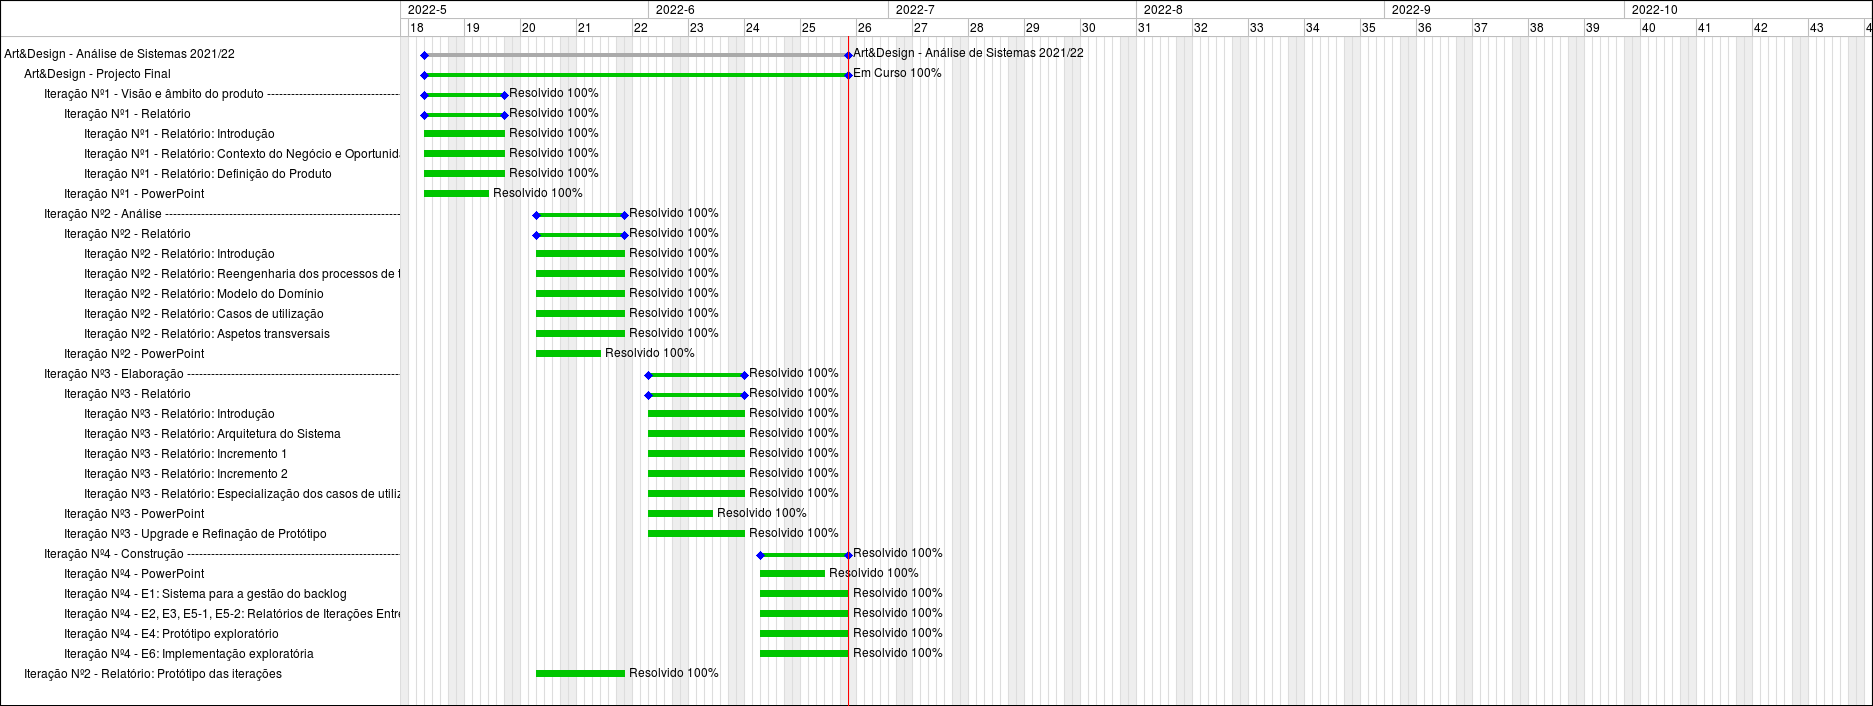 2022-5 2022-6 2022-7 2022-8 2022-9 2022-10
18 19 20 21 22 23 24 25 26 27 28 29 30 31 32 33 34 35 36 37 38 39 40 41 42 43 4
Art&Design - Análise de Sistemas 2021/22 Art&Design - Análise de Sistemas 2021/22
Art&Design - Projecto Final Em Curso 100%
Iteração Nº1 - Visão e âmbito do produto --------------------------------- Resolvido 100%
Iteração Nº1 - Relatório Resolvido 100%
Iteração Nº1 - Relatório: Introdução Resolvido 100%
Iteração Nº1 - Relatório: Contexto do Negócio e Oportunid Resolvido 100%
Iteração Nº1 - Relatório: Definição do Produto Resolvido 100%
Iteração Nº1 - PowerPoint Resolvido 100%
Iteração Nº2 - Análise ----------------------------------------------------------- Resolvido 100%
Iteração Nº2 - Relatório Resolvido 100%
Iteração Nº2 - Relatório: Introdução Resolvido 100%
Iteração Nº2 - Relatório: Reengenharia dos processos de Resolvido 100%
Iteração Nº2 - Relatório: Modelo do Domínio Resolvido 100%
Iteração Nº2 - Relatório: Casos de utilização Resolvido 100%
Iteração Nº2 - Relatório: Aspetos transversais Resolvido 100%
Iteração Nº2 - PowerPoint Resolvido 100%
Iteração Nº3 - Elaboração ----------------------------------------------------- Resolvido 100%
Iteração Nº3 - Relatório Resolvido 100%
Iteração Nº3 - Relatório: Introdução Resolvido 100%
Iteração Nº3 - Relatório: Arquitetura do Sistema Resolvido 100%
Iteração Nº3 - Relatório: Incremento 1 Resolvido 100%
Iteração Nº3 - Relatório: Incremento 2 Resolvido 100%
Iteração Nº3 - Relatório: Especialização dos casos de utiliz Resolvido 100%
Iteração Nº3 - PowerPoint Resolvido 100%
Iteração Nº3 - Upgrade e Refinação de Protótipo Resolvido 100%
Iteração Nº4 - Construção ----------------------------------------------------- Resolvido 100%
Iteração Nº4 - PowerPoint Resolvido 100%
Iteração Nº4 - E1: Sistema para a gestão do backlog Resolvido 100%
Iteração Nº4 - E2, E3, E5-1, E5-2: Relatórios de Iterações Entre Resolvido 100%
Iteração Nº4 - E4: Protótipo exploratório Resolvido 100%
Iteração Nº4 - E6: Implementação exploratória Resolvido 100%
Iteração Nº2 - Relatório: Protótipo das iterações Resolvido 100%